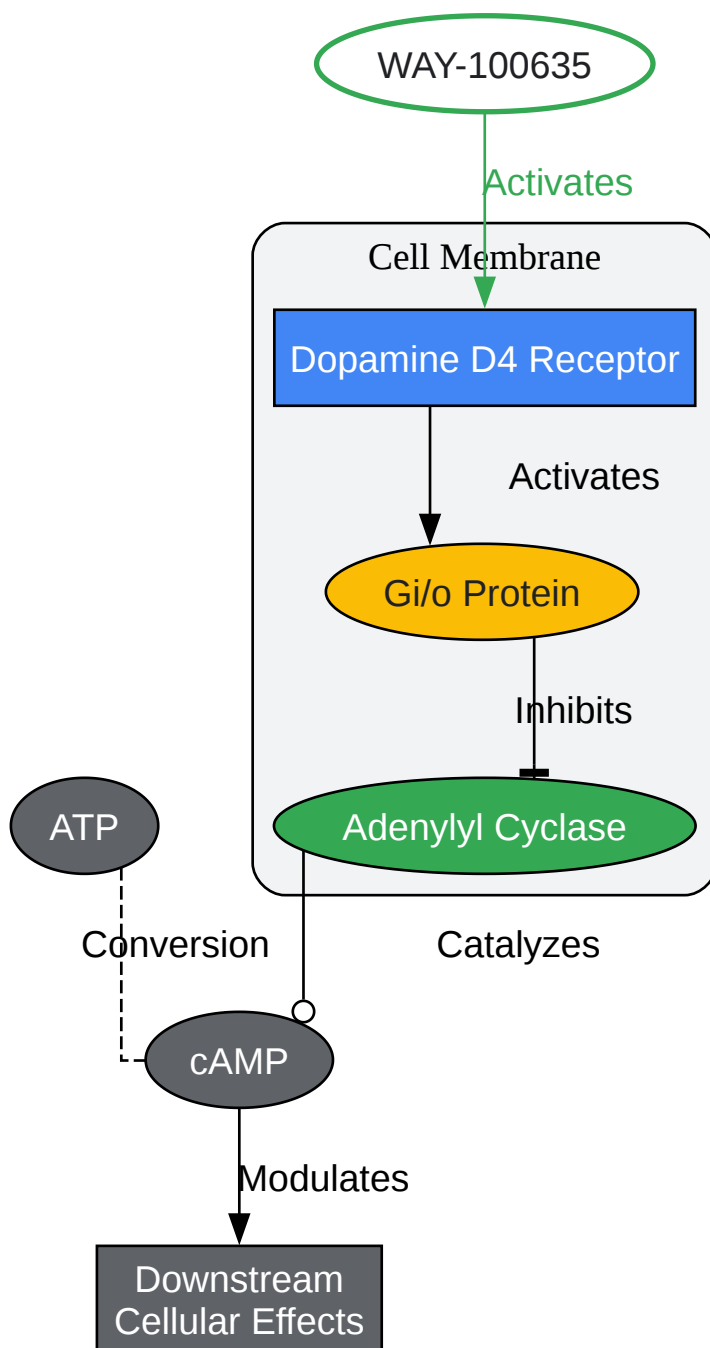 WAY-100635
Activates
Cell Membrane
Dopamine D4 Receptor
Activates
Gi/o Protein
Inhibits
ATP
Adenylyl Cyclase
Conversion
Catalyzes
cAMP
Modulates
Downstream
Cellular Effects